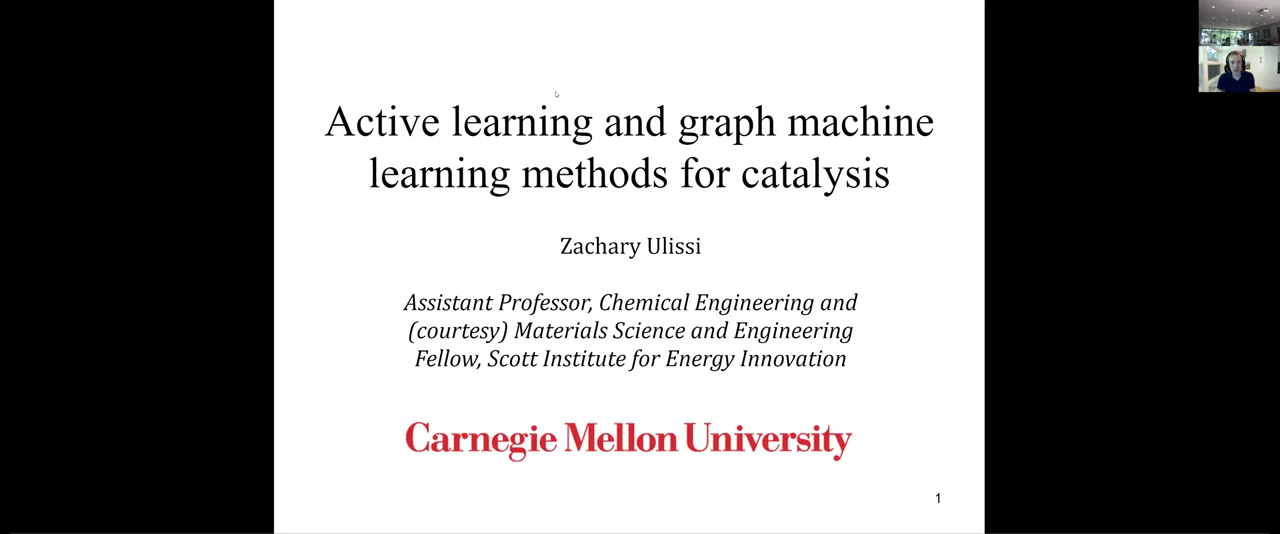 Active learning and graph machine
learning methods for catalysis
Zachary Ulissi
Assistant Professor, Chemical Engineering and
(courtesy) Materials Science and Engineering
Fellow, Scott Institute for Energy Innovation
Carnegie Mellon University
1